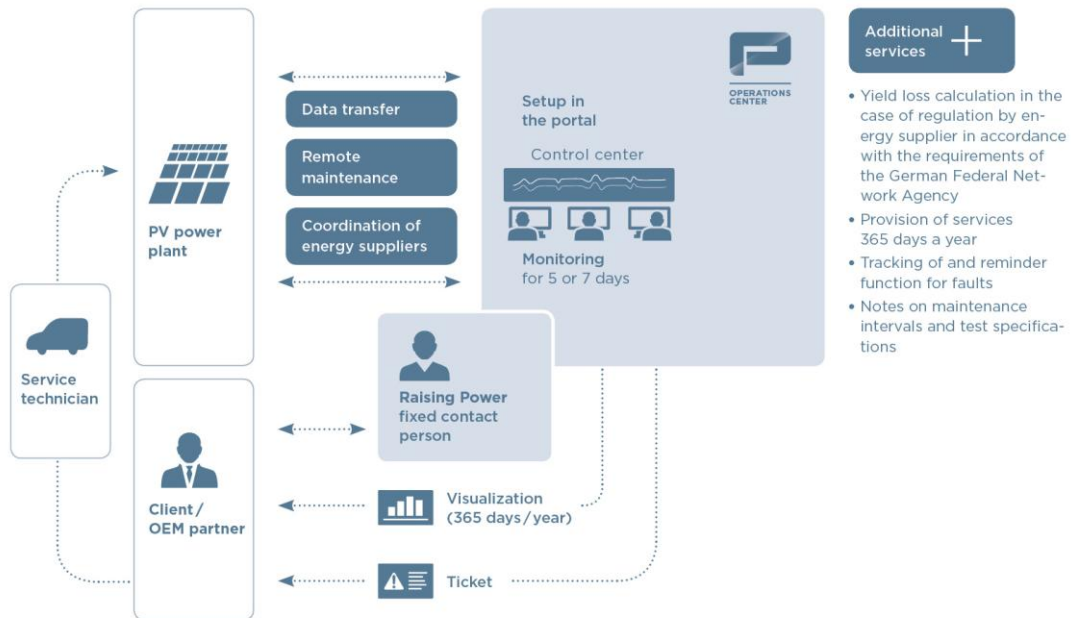 PV power
plant
Service
technician
Client /
OEM partner
Data transfer
Remote
maintenance
Coordination of
energy suppliers
OPERATIONS
CENTER
Setup in
the portal
Control center
Monitoring
for 5 or 7 days
Raising Power
fixed contact
person
Visualization
(365 days / year)
Ticket
Additional
services
• Yield loss calculation in the
case of regulation by en-
ergy supplier in accordance
with the requirements of
the German Federal Net-
work Agency
• Provision of services
365 days a year
• Tracking of and reminder
function for faults
• Notes on maintenance
intervals and test specifica-
tions